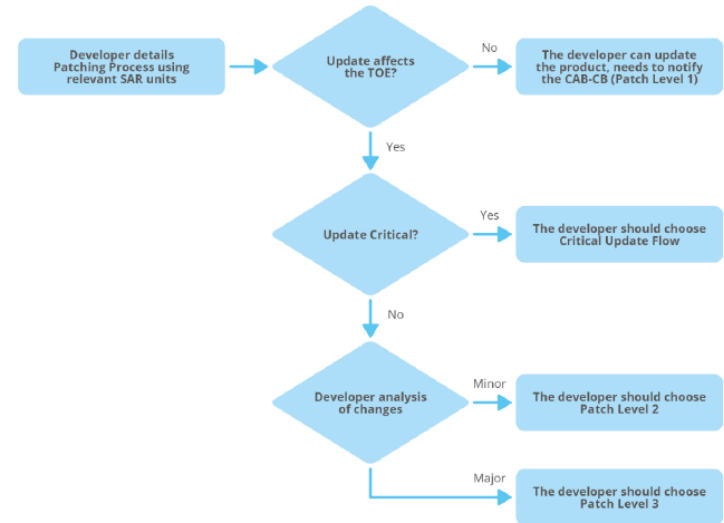 Developer details
Patching Process using
relevant SAR units
Update affects
the TOE?
No
The developer can update
the product, needs to notify
the CAB-CB (Patch Level 1)
Yes
Update Critical?
Yes
The developer should choose
Critical Update Flow
No
Developer analysis
of changes
Minor
The developer should choose
Patch Level 2
Major
The developer should choose
Patch Level 3